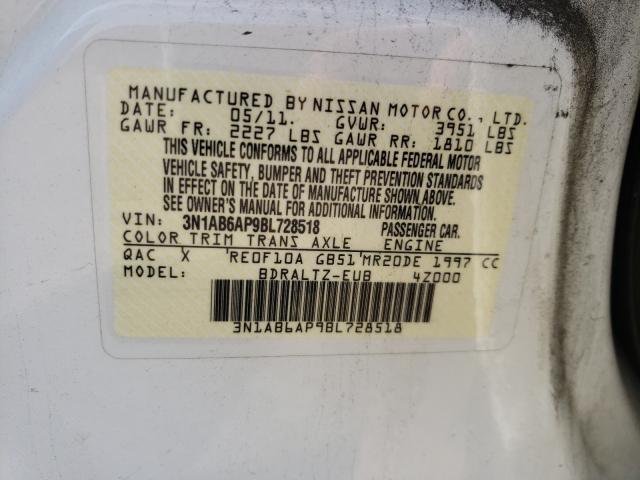 MANUFACTURED BY NISSAN MOTOR CO., LTD.
DATE: 05/11. GVWR: 3951 LBS
GAWR FR: 2227 LBS GAWR RR: 1810 LBS
THIS VEHICLE CONFORMS TO ALL APPLICABLE FEDERAL MOTOR
VEHICLE SAFETY, BUMPER AND THEFT PREVENTION STANDARDS
IN EFFECT ON THE DATE OF MANUFACTURE SHOWN ABOVE.
SEE OWNER'S MANUAL FOR ADDITIONAL INFORMATION.
VIN: 3N1AB6AP9BL728518 PASSENGER CAR.
COLOR TRIM TRANS AXLE ENGINE
QAC X 'RE0F10A GB51'MR20DE 1997 CC
MODEL: BDRALTZ-EUB 4Z000
3N1AB6AP9BL728518